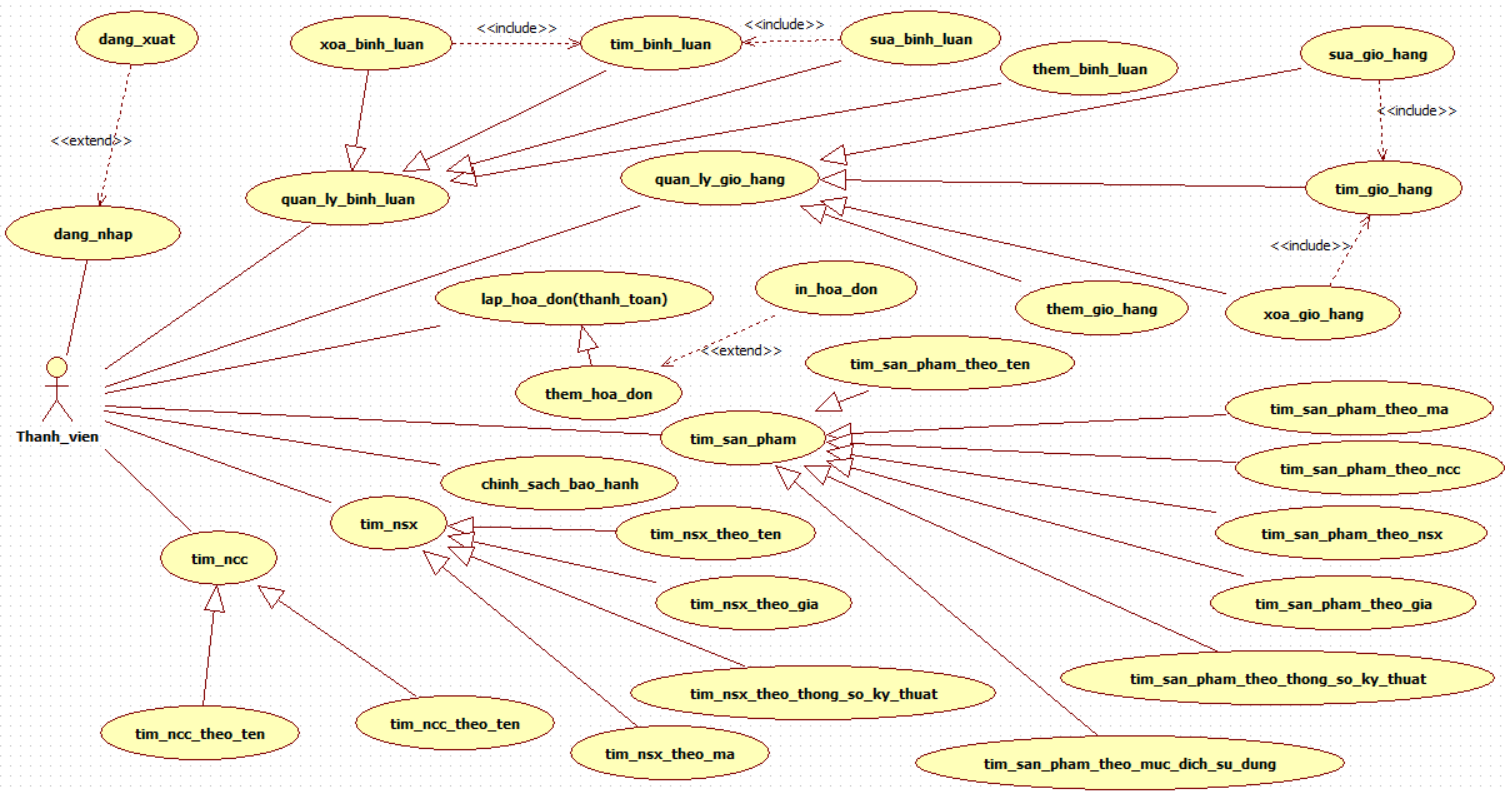 dang_xuat
xoa_binh_luan
<<include>>
tim_binh_luan
<<include>>
sua_binh_luan
them_binh_luan
sua_gio_hang
<<extend>>
<<include>>
quan_ly_binh_luan
quan_ly_gio_hang
tim_gio_hang
dang_nhap
<<include>>
lap_hoa_don(thanh_toan)
in_hoa_don
them_gio_hang
xoa_gio_hang
<<extend>>
tim_san_pham_theo_ten
them_hoa_don
tim_san_pham_theo_ma
Thanh_vien
tim_san_pham
tim_san_pham_theo_ncc
chinh_sach_bao_hanh
tim_nsx
tim_nsx_theo_ten
tim_san_pham_theo_nsx
tim_ncc
tim_nsx_theo_gia
tim_san_pham_theo_gia
tim_nsx_theo_thong_so_ky_thuat
tim_san_pham_theo_thong_so_ky_thuat
tim_ncc_theo_ten
tim_ncc_theo_ten
tim_nsx_theo_ma
tim_san_pham_theo_muc_dich_su_dung